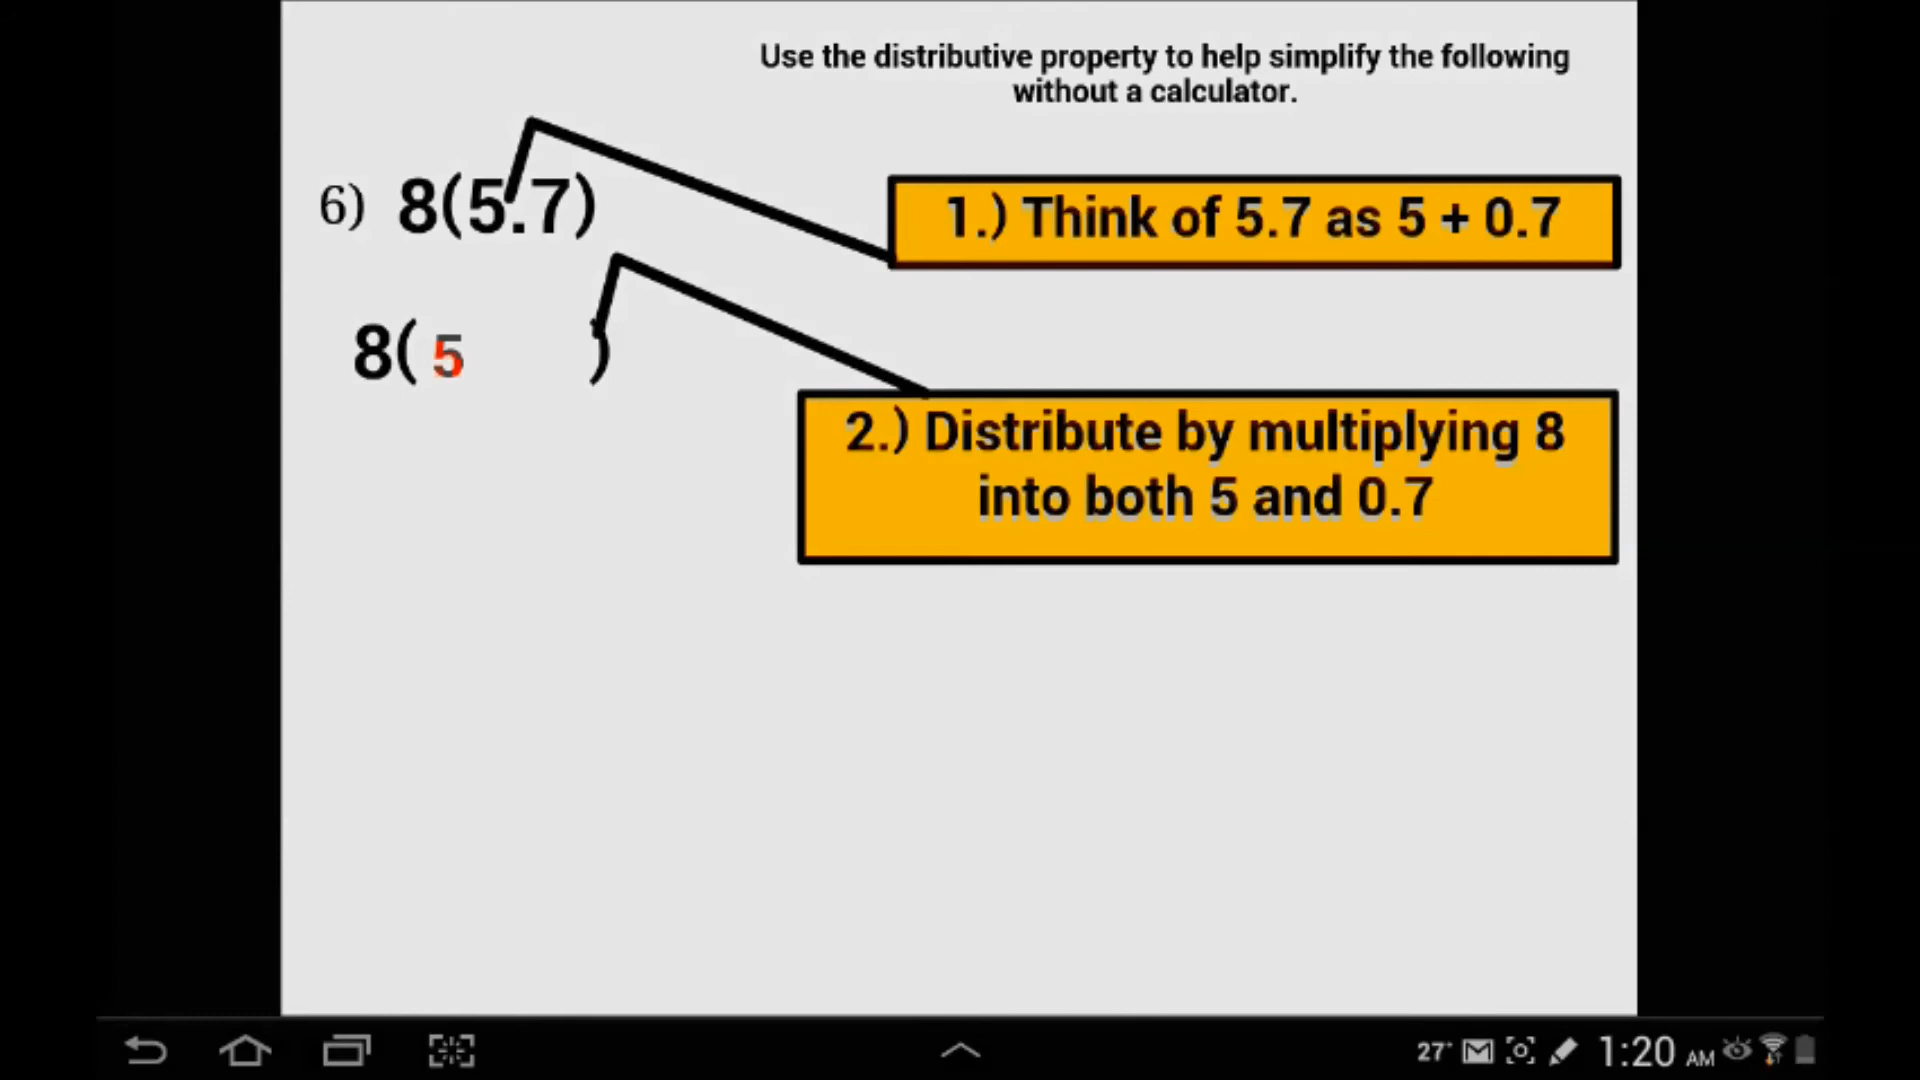 Use the distributive property to help simplify the following
without a calculator.
6) 8(5.7)
1.) Think of 5.7 as 5 + 0.7
8( 5 )
2.) Distribute by multiplying 8
into both 5 and 0.7
27° 1:20 AM